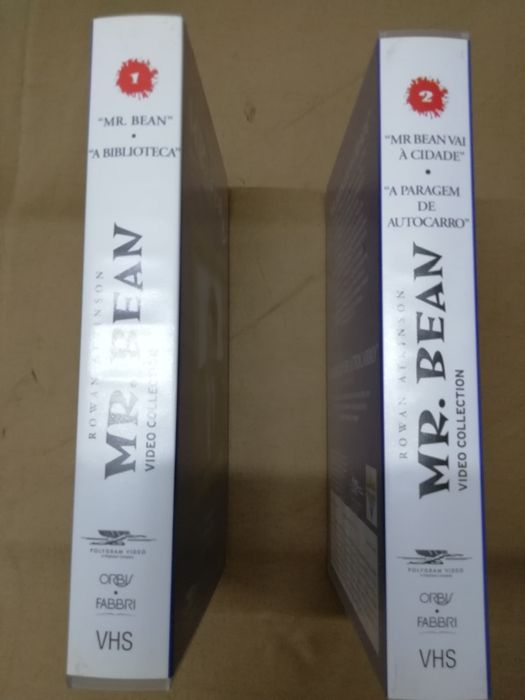 1
"MR. BEAN"
•
"A BIBLIOTECA"
ROWAN ATKINSON
MR. BEAN
VIDEO COLLECTION
POLYGRAM VIDEO
ORBIS
•
FABBRI
VHS
2
"MR BEAN VAI
À CIDADE"
•
"A PARAGEM
DE
AUTOCARRO"
ROWAN ATKINSON
MR. BEAN
VIDEO COLLECTION
POLYGRAM VIDEO
ORBIS
•
FABBRI
VHS